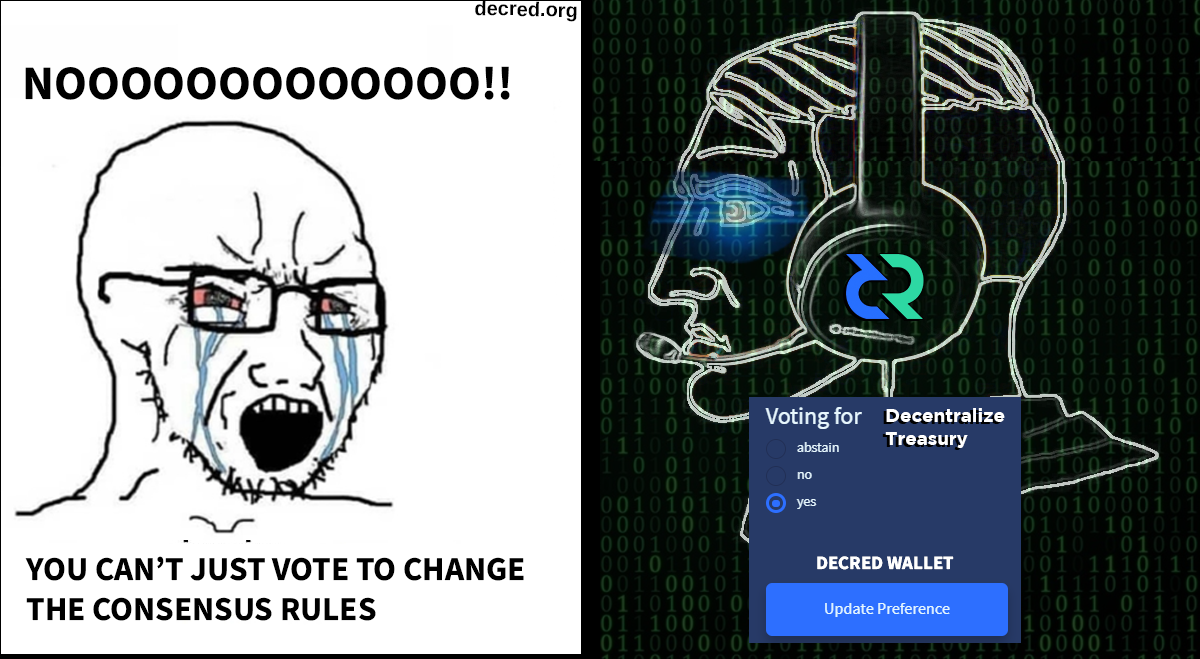 decred.org
NOOOOOOOOOOOOOO!!
YOU CAN’T JUST VOTE TO CHANGE
THE CONSENSUS RULES
Voting for
Decentralize
Treasury
abstain
no
yes
DECRED WALLET
Update Preference